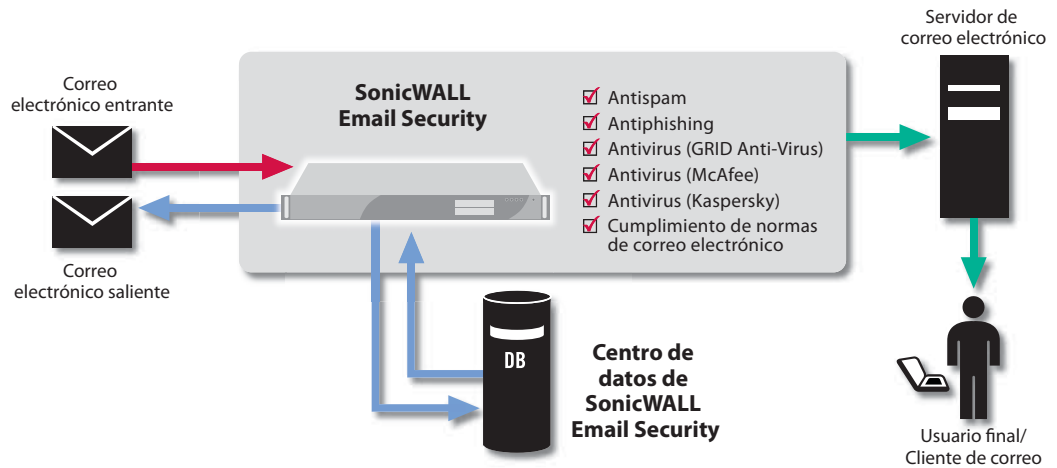 Servidor de
correo electrónico
Correo
electrónico entrante
SonicWALL
Email Security
Antispam
Antiphishing
Antivirus (GRID Anti-Virus)
Antivirus (McAfee)
Antivirus (Kaspersky)
Cumplimiento de normas
de correo electrónico
Correo
electrónico saliente
DB
Centro de
datos de
SonicWALL
Email Security
Usuario final/
Cliente de correo